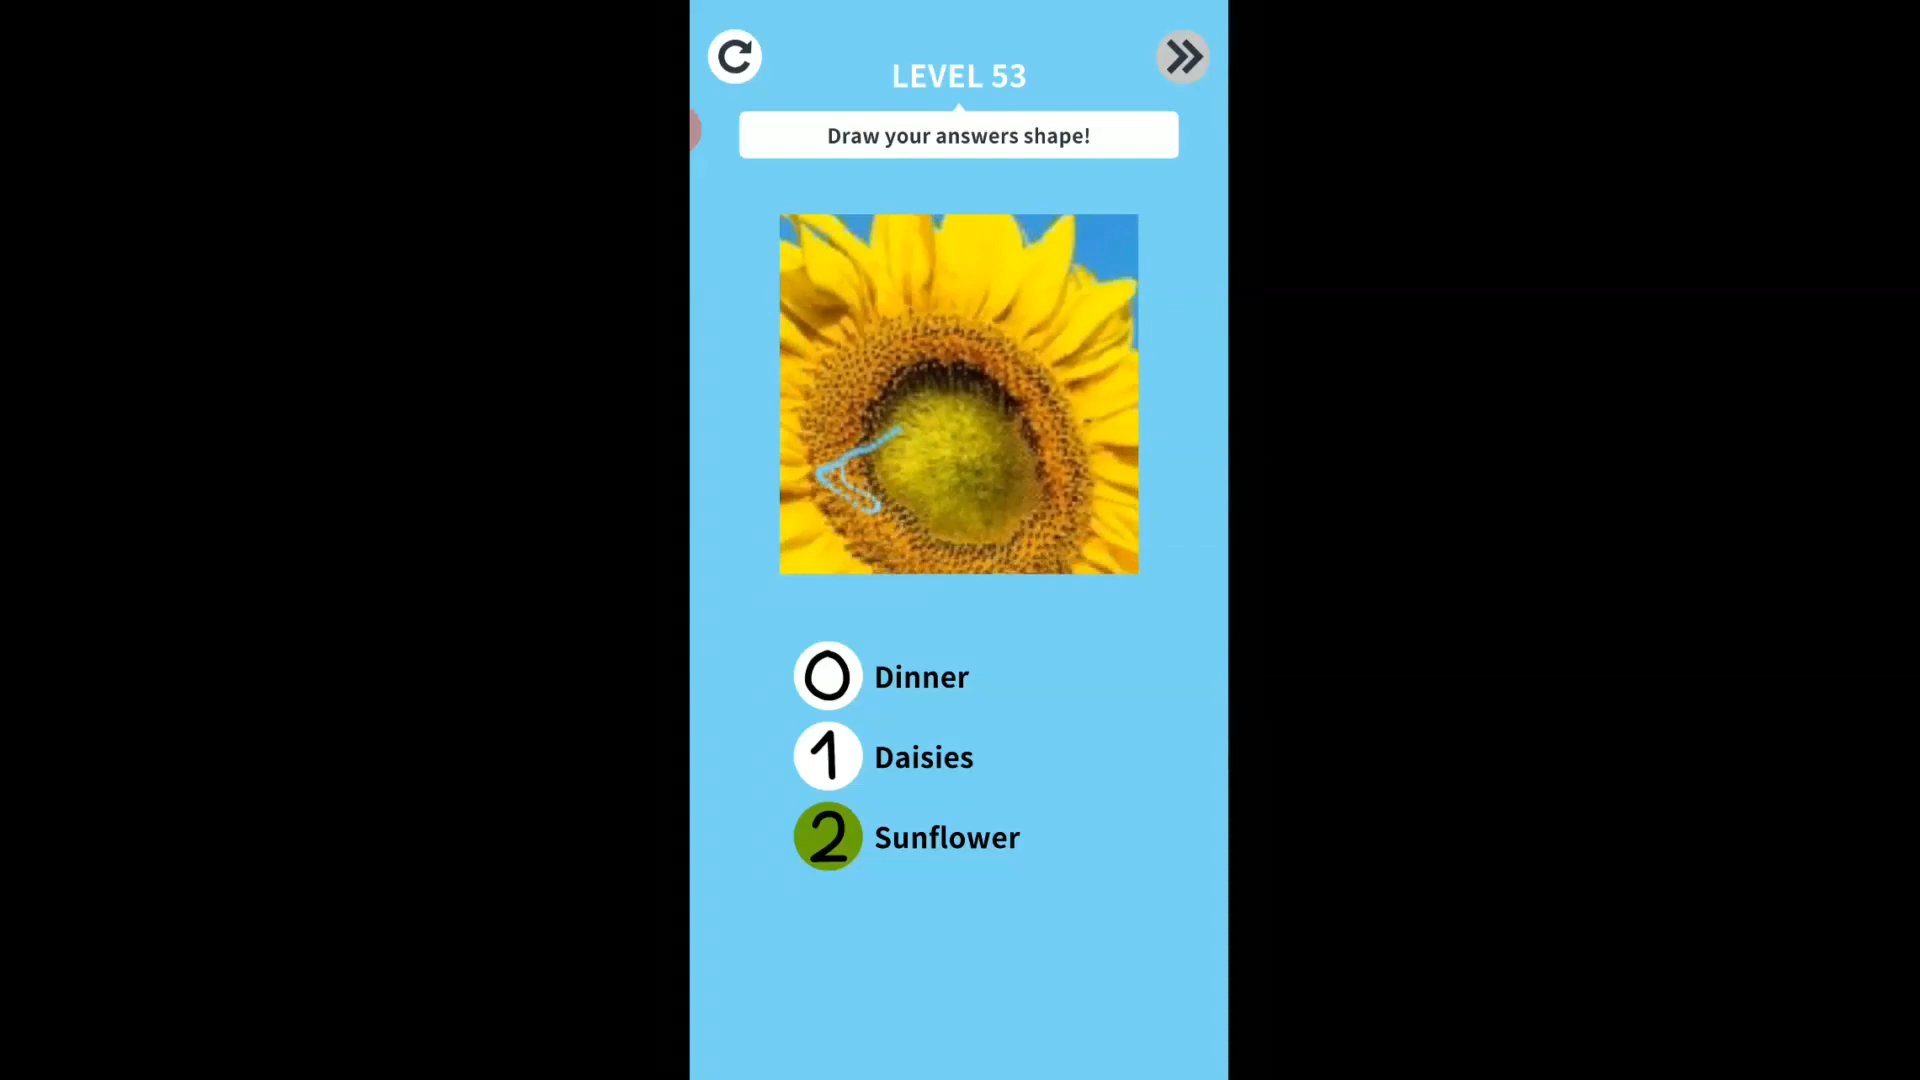 LEVEL 53
Draw your answers shape!
0 Dinner
1 Daisies
2 Sunflower